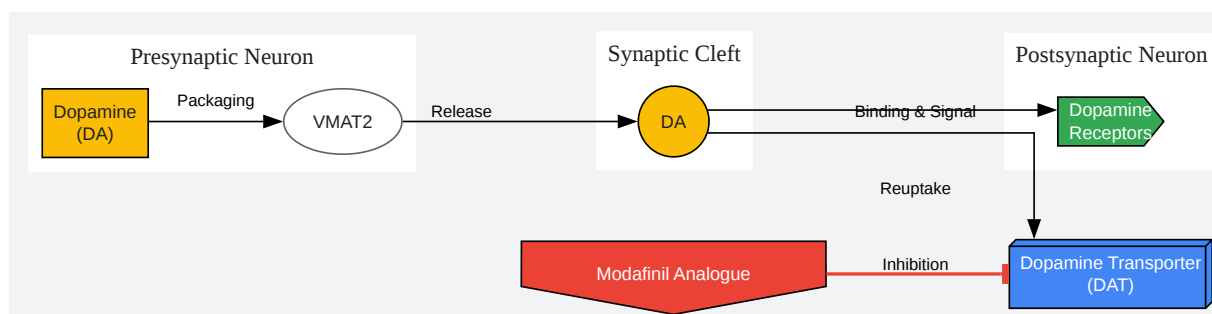 Presynaptic Neuron
Synaptic Cleft
Postsynaptic Neuron
Dopamine
(DA)
Packaging
VMAT2
Release
DA
Binding & Signal
Dopamine
Receptors
Reuptake
Modafinil Analogue
Inhibition
Dopamine Transporter
(DAT)